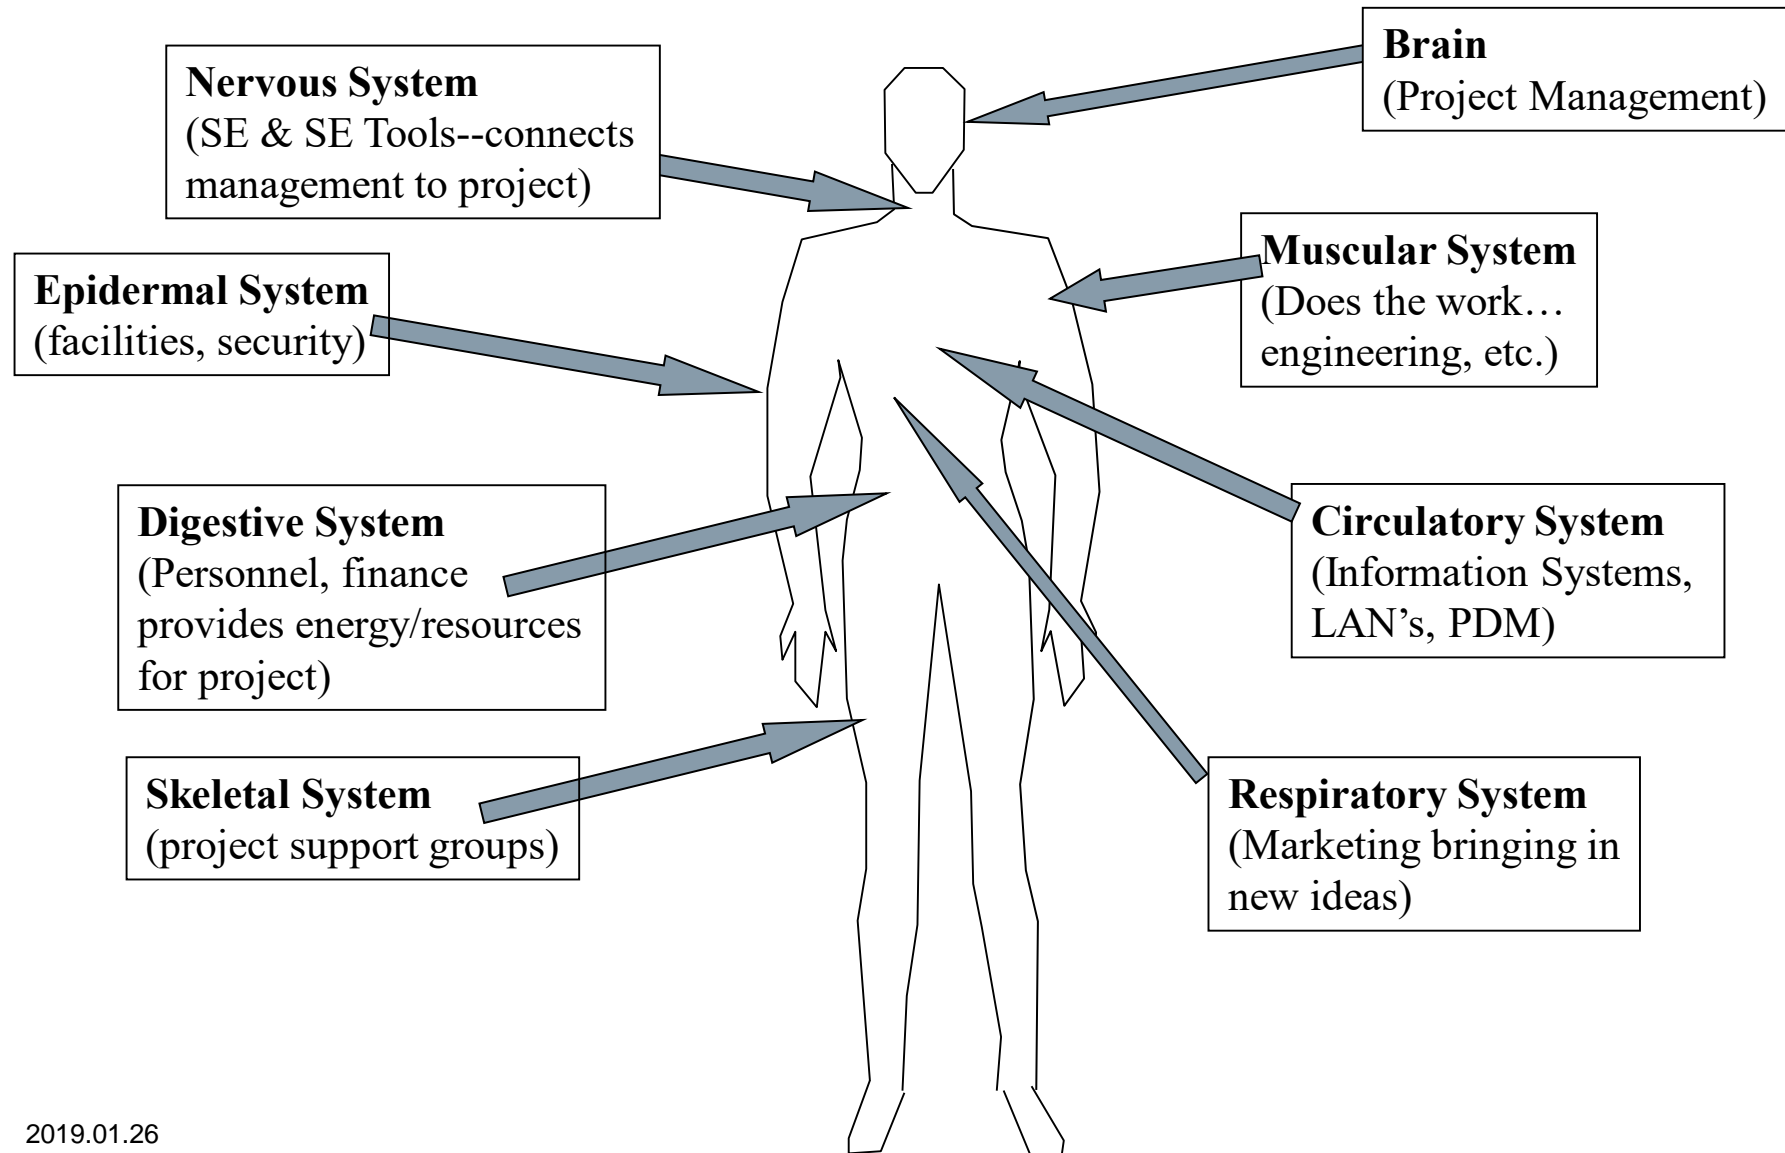 Brain
(Project Management)
Nervous System
(SE & SE Tools--connects
management to project)
Muscular System
(Does the work…
engineering, etc.)
Epidermal System
(facilities, security)
Digestive System
(Personnel, finance
provides energy/resources
for project)
Circulatory System
(Information Systems,
LAN’s, PDM)
Skeletal System
(project support groups)
Respiratory System
(Marketing bringing in
new ideas)
2019.01.26